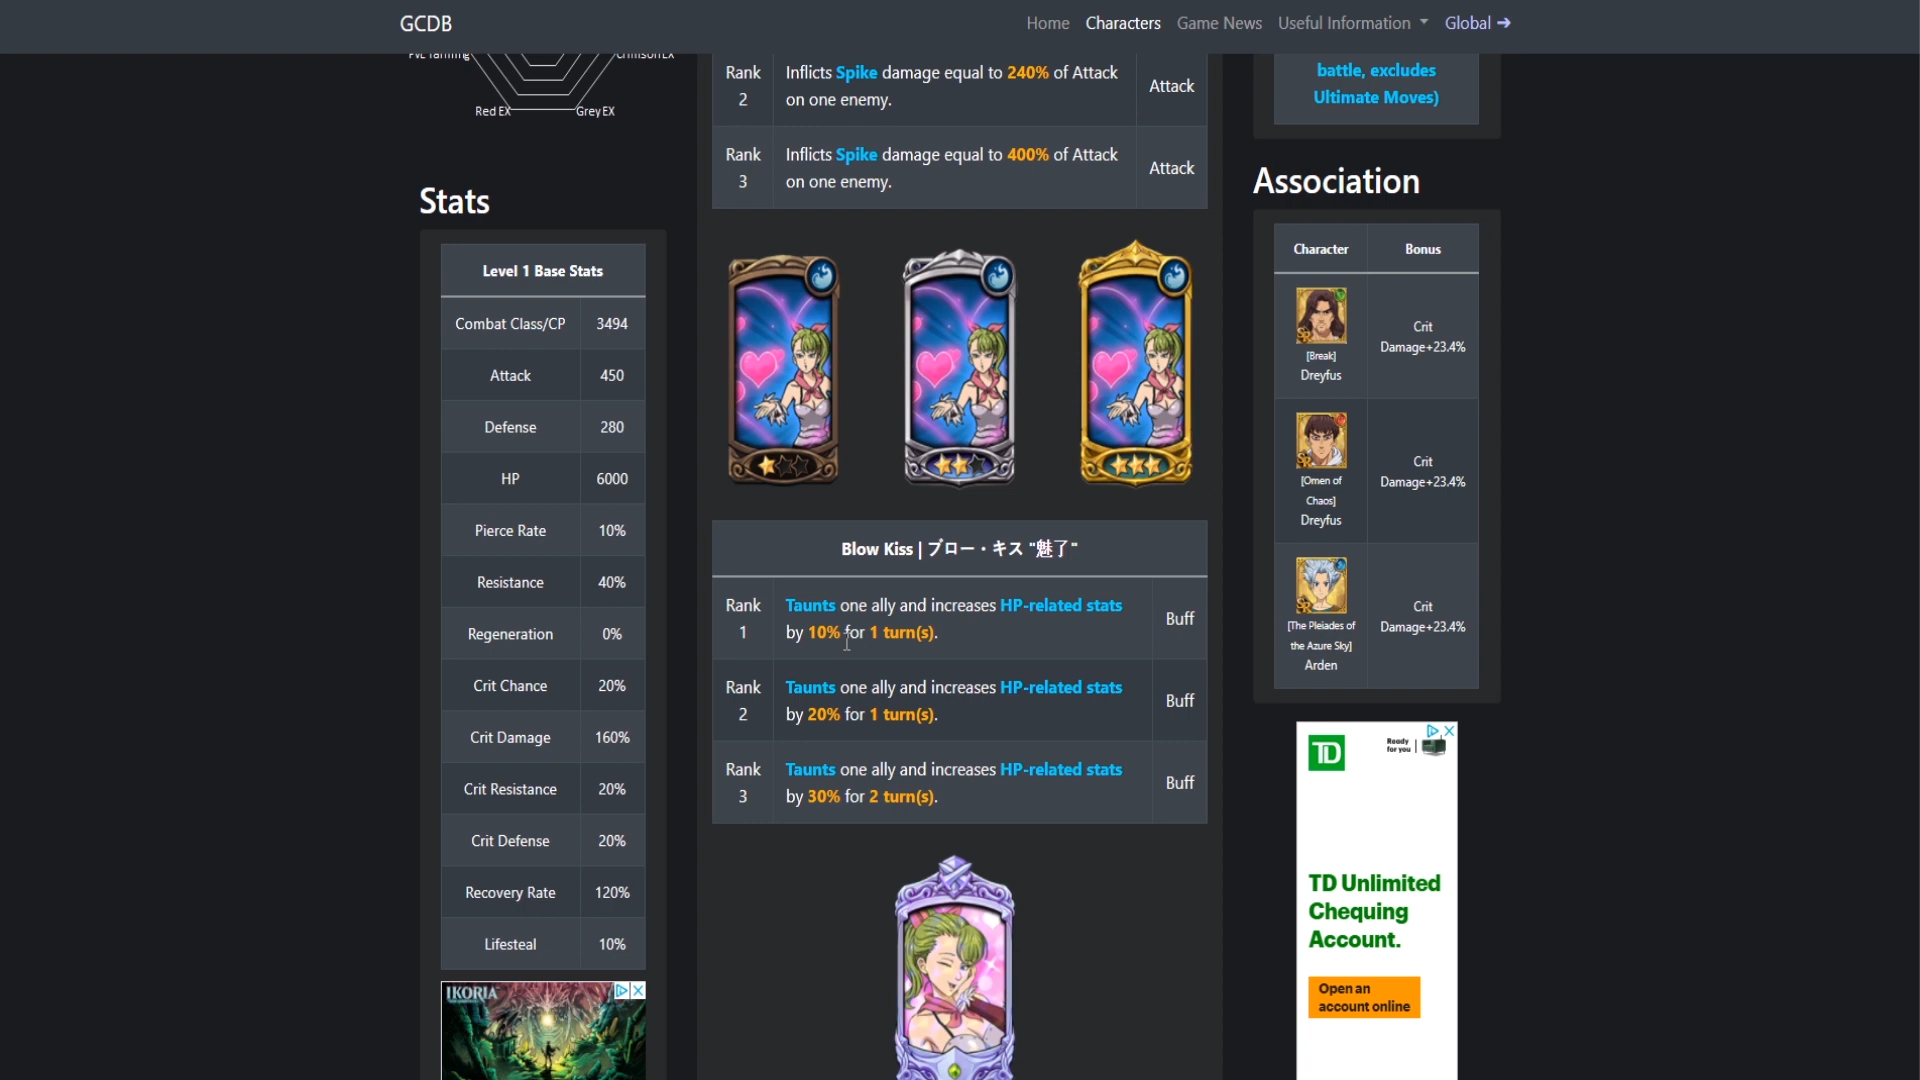 GCDB
Home
Characters
Game News
Useful Information
Global
Red EX
Grey EX
Stats
Level 1 Base Stats
Combat Class/CP 3494
Attack 450
Defense 280
HP 6000
Pierce Rate 10%
Resistance 40%
Regeneration 0%
Crit Chance 20%
Crit Damage 160%
Crit Resistance 20%
Crit Defense 20%
Recovery Rate 120%
Lifesteal 10%
IKORIA
Rank
2
Inflicts Spike damage equal to 240% of Attack
on one enemy.
Attack
Rank
3
Inflicts Spike damage equal to 400% of Attack
on one enemy.
Attack
Blow Kiss | ブロー・キス "魅了"
Rank
1
Taunts one ally and increases HP-related stats
by 10% for 1 turn(s).
Buff
Rank
2
Taunts one ally and increases HP-related stats
by 20% for 1 turn(s).
Buff
Rank
3
Taunts one ally and increases HP-related stats
by 30% for 2 turn(s).
Buff
battle, excludes
Ultimate Moves)
Association
Character Bonus
SR
[Break]
Dreyfus
Crit
Damage+23.4%
SR
[Omen of
Chaos]
Dreyfus
Crit
Damage+23.4%
SR
[The Pleiades of
the Azure Sky]
Arden
Crit
Damage+23.4%
TD
Ready
for you
TD Unlimited
Chequing
Account.
Open an
account online